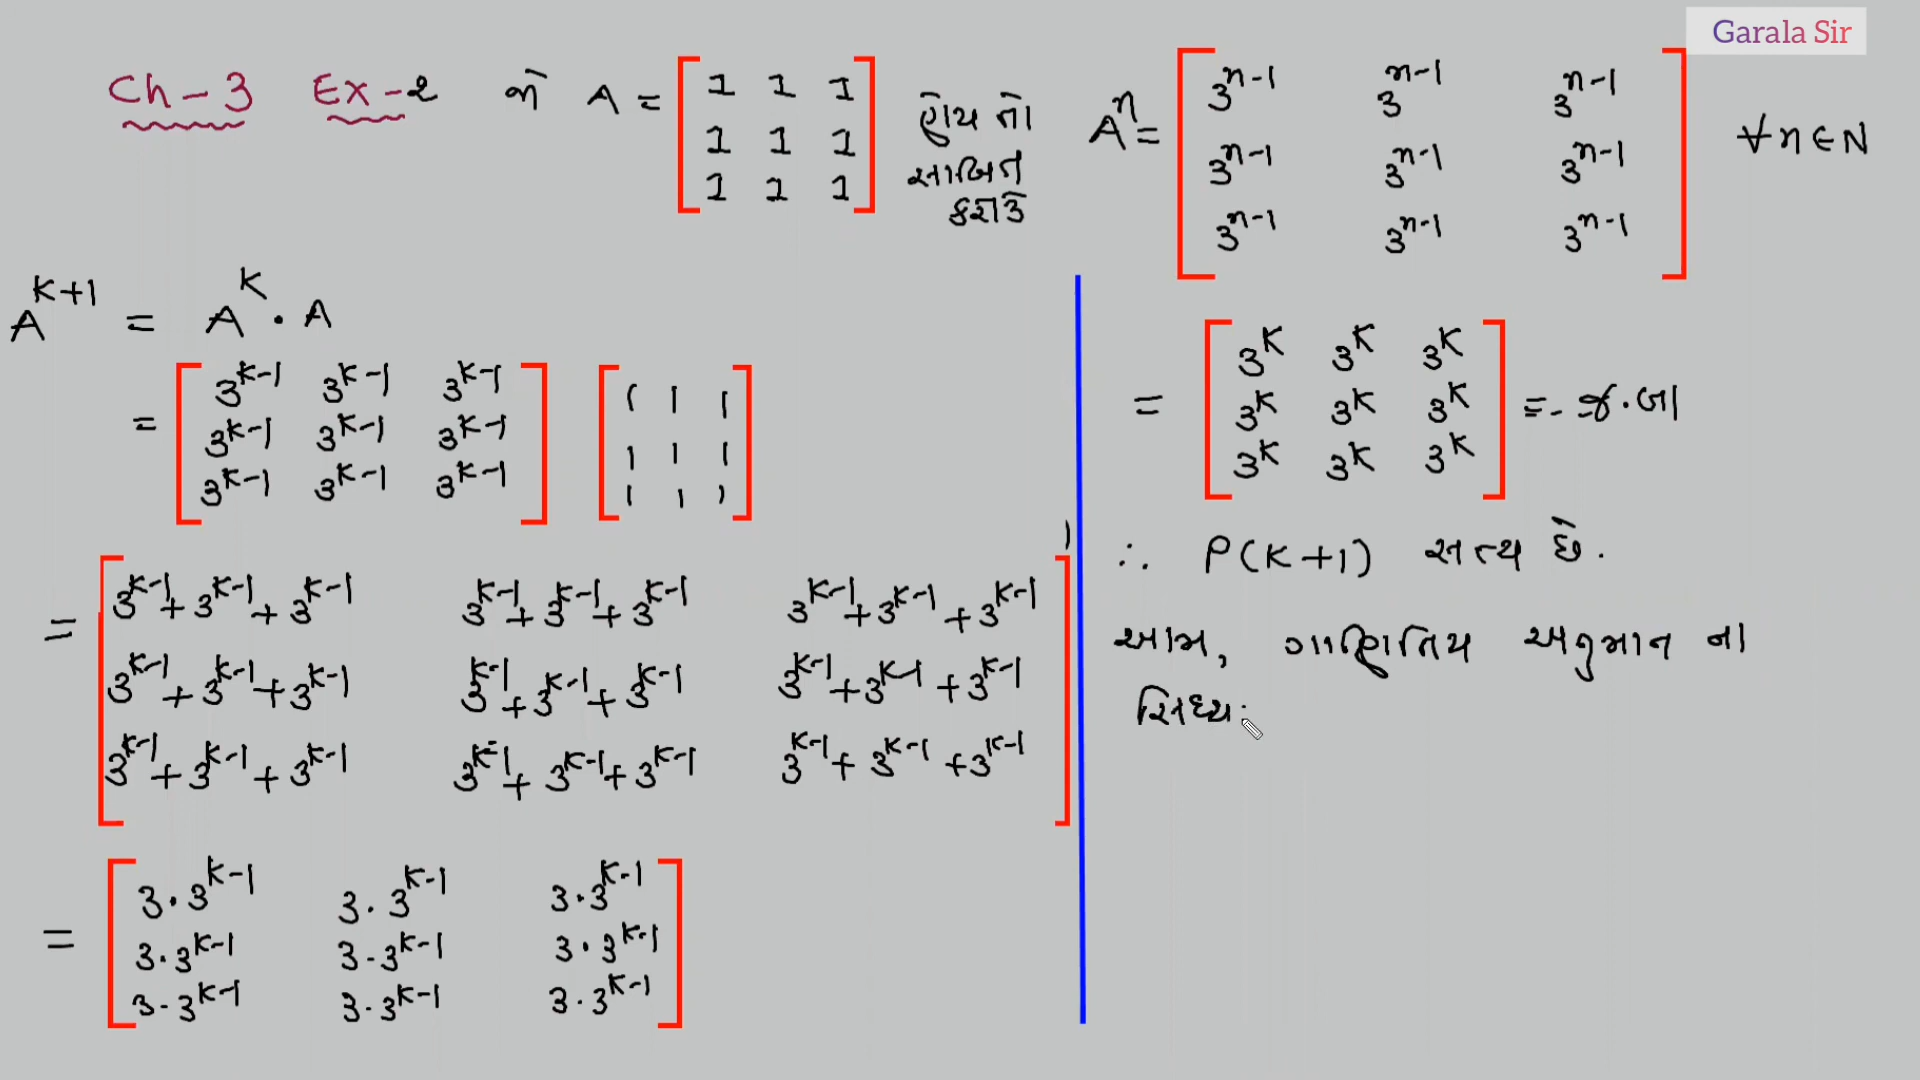 Garala Sir
Ch - 3 Ex - 2 જો A = [ 1 1 1 ; 1 1 1 ; 1 1 1 ] હોય તો સાબિત કરો કે A^n = [ 3^(n-1) 3^(n-1) 3^(n-1) ; 3^(n-1) 3^(n-1) 3^(n-1) ; 3^(n-1) 3^(n-1) 3^(n-1) ] ∀ n ∈ N
A^(K+1) = A^K · A
= [ 3^(K-1) 3^(K-1) 3^(K-1) ; 3^(K-1) 3^(K-1) 3^(K-1) ; 3^(K-1) 3^(K-1) 3^(K-1) ] [ 1 1 1 ; 1 1 1 ; 1 1 1 ]
= [ 3^(K-1) + 3^(K-1) + 3^(K-1) 3^(K-1) + 3^(K-1) + 3^(K-1) 3^(K-1) + 3^(K-1) + 3^(K-1) ;
3^(K-1) + 3^(K-1) + 3^(K-1) 3^(K-1) + 3^(K-1) + 3^(K-1) 3^(K-1) + 3^(K-1) + 3^(K-1) ;
3^(K-1) + 3^(K-1) + 3^(K-1) 3^(K-1) + 3^(K-1) + 3^(K-1) 3^(K-1) + 3^(K-1) + 3^(K-1) ]
= [ 3·3^(K-1) 3·3^(K-1) 3·3^(K-1) ; 3·3^(K-1) 3·3^(K-1) 3·3^(K-1) ; 3·3^(K-1) 3·3^(K-1) 3·3^(K-1) ]
= [ 3^K 3^K 3^K ; 3^K 3^K 3^K ; 3^K 3^K 3^K ] = જ.બા
∴ P(K+1) સત્ય છે.
આમ, ગાણિતિય અનુમાન ના
સિધ્ધ